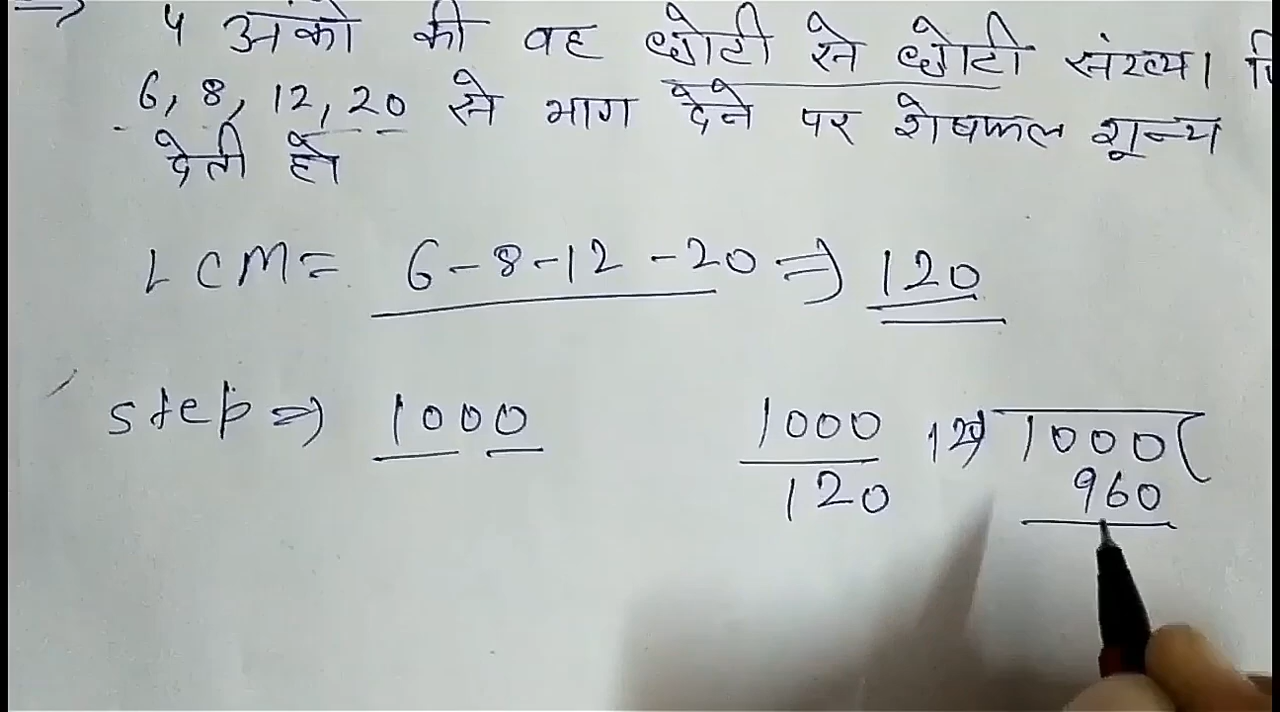 => 4 अंको की वह छोटी से छोटी संख्या।
6, 8, 12, 20 से भाग देने पर शेषफल शून्य
देती हो
LCM = 6-8-12-20 => 120
step => 1000
1000 120) 1000 (
120 960